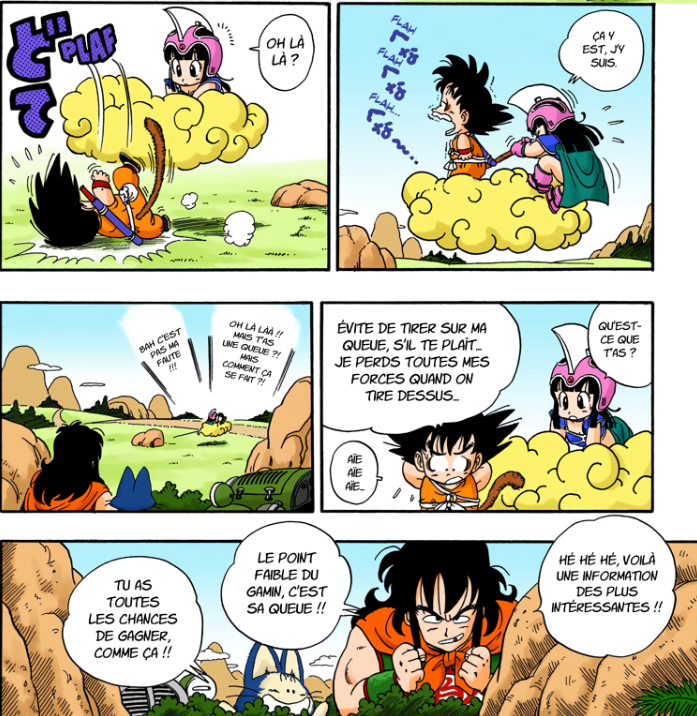 ÇA Y
EST, J'Y
SUIS.
FLAH
FLAH
FLAH...
OH LÀ
LÀ ?
PLAF
どて
QU'EST-
CE QUE
T'AS ?
ÉVITE DE TIRER SUR MA
QUEUE, S'IL TE PLAÎT...
JE PERDS TOUTES MES
FORCES QUAND ON
TIRE DESSUS...
AÏE
AÏE
AÏE...
OH LÀ LÀÀ !!
MAIS T'AS
UNE QUEUE ?!
MAIS
COMMENT ÇA
SE FAIT ?!
BAH C'EST
PAS MA
FAUTE
!!!
HÉ HÉ HÉ, VOILÀ
UNE INFORMATION
DES PLUS
INTÉRESSANTES !!
LE POINT
FAIBLE DU
GAMIN, C'EST
SA QUEUE !!
TU AS
TOUTES
LES CHANCES
DE GAGNER,
COMME ÇA !!